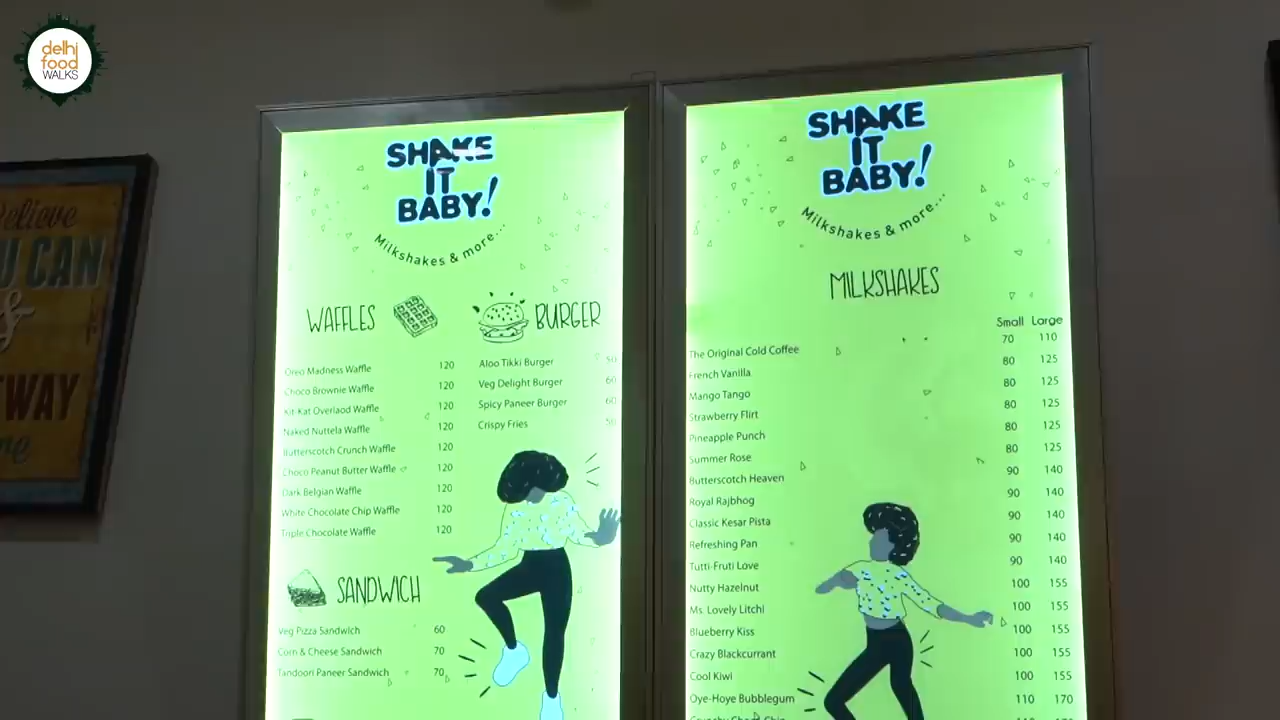 delhi
food
WALKS
Believe
U CAN
&
WAY
SHAKE
IT
BABY!
Milkshakes & more...
WAFFLES
Oreo Madness Waffle 120
Choco Brownie Waffle 120
Kit-Kat Overlaod Waffle 120
Naked Nuttela Waffle 120
Butterscotch Crunch Waffle 120
Choco Peanut Butter Waffle 120
Dark Belgian Waffle 120
White Chocolate Chip Waffle 120
Triple Chocolate Waffle 120
BURGER
Aloo Tikki Burger 50
Veg Delight Burger 60
Spicy Paneer Burger 60
Crispy Fries 50
SANDWICH
Veg Pizza Sandwich 60
Corn & Cheese Sandwich 70
Tandoori Paneer Sandwich 70
SHAKE
IT
BABY!
Milkshakes & more...
MILKSHAKES
Small Large
The Original Cold Coffee 70 110
French Vanilla 80 125
Mango Tango 80 125
Strawberry Flirt 80 125
Pineapple Punch 80 125
Summer Rose 80 125
Butterscotch Heaven 90 140
Royal Rajbhog 90 140
Classic Kesar Pista 90 140
Refreshing Pan 90 140
Tutti-Fruti Love 90 140
Nutty Hazelnut 100 155
Ms. Lovely LitchI 100 155
Blueberry Kiss 100 155
Crazy Blackcurrant 100 155
Cool Kiwi 100 155
Oye-Hoye Bubblegum 110 170